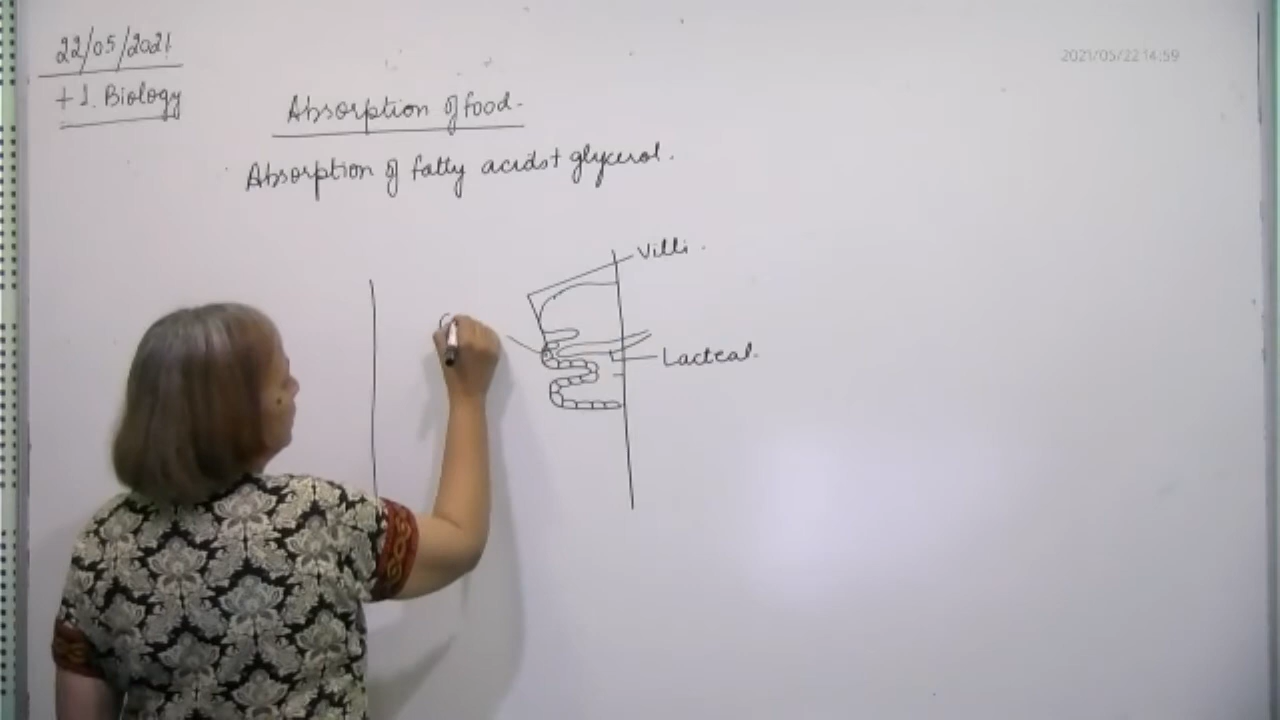 22/05/2021
2021/05/22 14:59
+1. Biology
Absorption of food.
Absorption of fatty acids + glycerol.
Villi.
Lacteal.